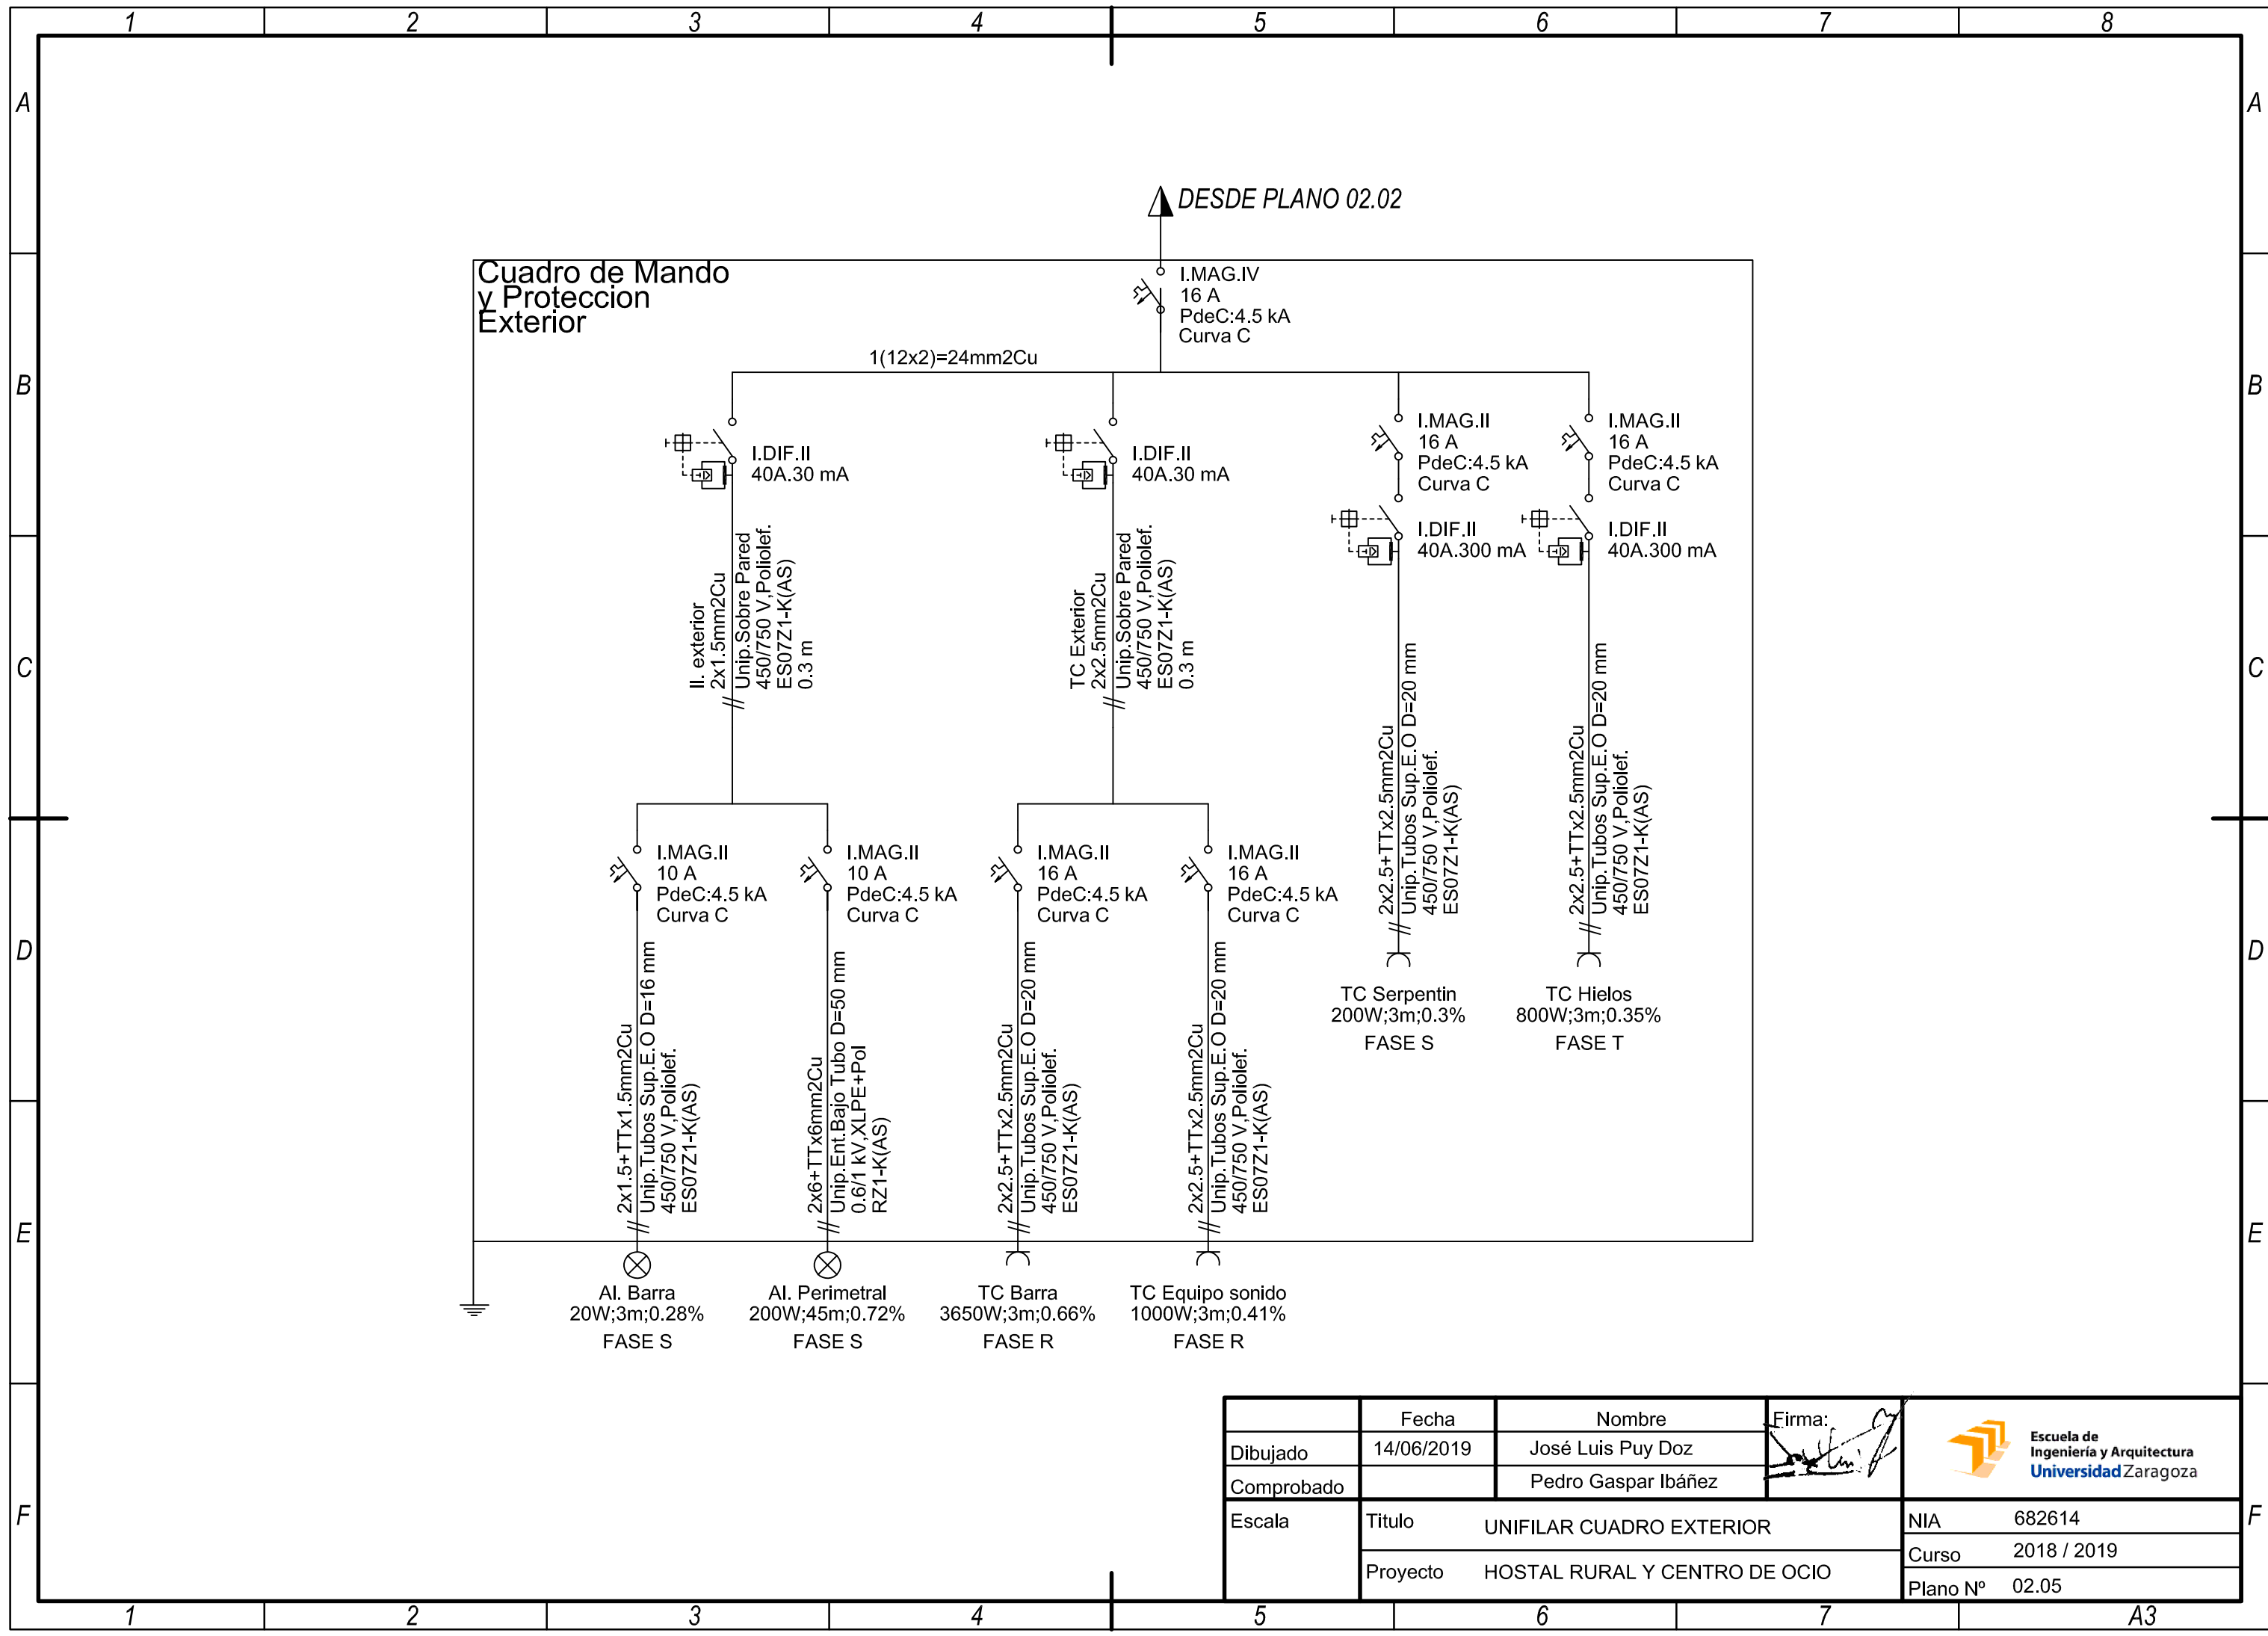 1 2 3 4 5 6 7 8
A A
B B
C C
D D
E E
F F
DESDE PLANO 02.02
Cuadro de Mando
y Proteccion
Exterior
I.MAG.IV
16 A
PdeC:4.5 kA
Curva C
1(12x2)=24mm2Cu
I.DIF.II
40A.30 mA
I.DIF.II
40A.30 mA
I.MAG.II
16 A
PdeC:4.5 kA
Curva C
I.DIF.II
40A.300 mA
I.MAG.II
16 A
PdeC:4.5 kA
Curva C
I.DIF.II
40A.300 mA
Il. exterior
2x1.5mm2Cu
Unip.Sobre Pared
450/750 V,Poliolef.
ES07Z1-K(AS)
0.3 m
TC Exterior
2x2.5mm2Cu
Unip.Sobre Pared
450/750 V,Poliolef.
ES07Z1-K(AS)
0.3 m
2x2.5+TTx2.5mm2Cu
Unip.Tubos Sup.E.O D=20 mm
450/750 V,Poliolef.
ES07Z1-K(AS)
2x2.5+TTx2.5mm2Cu
Unip.Tubos Sup.E.O D=20 mm
450/750 V,Poliolef.
ES07Z1-K(AS)
TC Serpentin
200W;3m;0.3%
FASE S
TC Hielos
800W;3m;0.35%
FASE T
I.MAG.II
10 A
PdeC:4.5 kA
Curva C
I.MAG.II
10 A
PdeC:4.5 kA
Curva C
I.MAG.II
16 A
PdeC:4.5 kA
Curva C
I.MAG.II
16 A
PdeC:4.5 kA
Curva C
2x1.5+TTx1.5mm2Cu
Unip.Tubos Sup.E.O D=16 mm
450/750 V,Poliolef.
ES07Z1-K(AS)
2x6+TTx6mm2Cu
Unip.Ent.Bajo Tubo D=50 mm
0.6/1 kV,XLPE+Pol
RZ1-K(AS)
2x2.5+TTx2.5mm2Cu
Unip.Tubos Sup.E.O D=20 mm
450/750 V,Poliolef.
ES07Z1-K(AS)
2x2.5+TTx2.5mm2Cu
Unip.Tubos Sup.E.O D=20 mm
450/750 V,Poliolef.
ES07Z1-K(AS)
Al. Barra
20W;3m;0.28%
FASE S
Al. Perimetral
200W;45m;0.72%
FASE S
TC Barra
3650W;3m;0.66%
FASE R
TC Equipo sonido
1000W;3m;0.41%
FASE R
Fecha Nombre Firma:
Dibujado 14/06/2019 José Luis Puy Doz
Comprobado Pedro Gaspar Ibáñez
Escuela de
Ingeniería y Arquitectura
Universidad Zaragoza
Escala
Titulo UNIFILAR CUADRO EXTERIOR
Proyecto HOSTAL RURAL Y CENTRO DE OCIO
NIA 682614
Curso 2018 / 2019
Plano Nº 02.05
1 2 3 4 5 6 7 A3